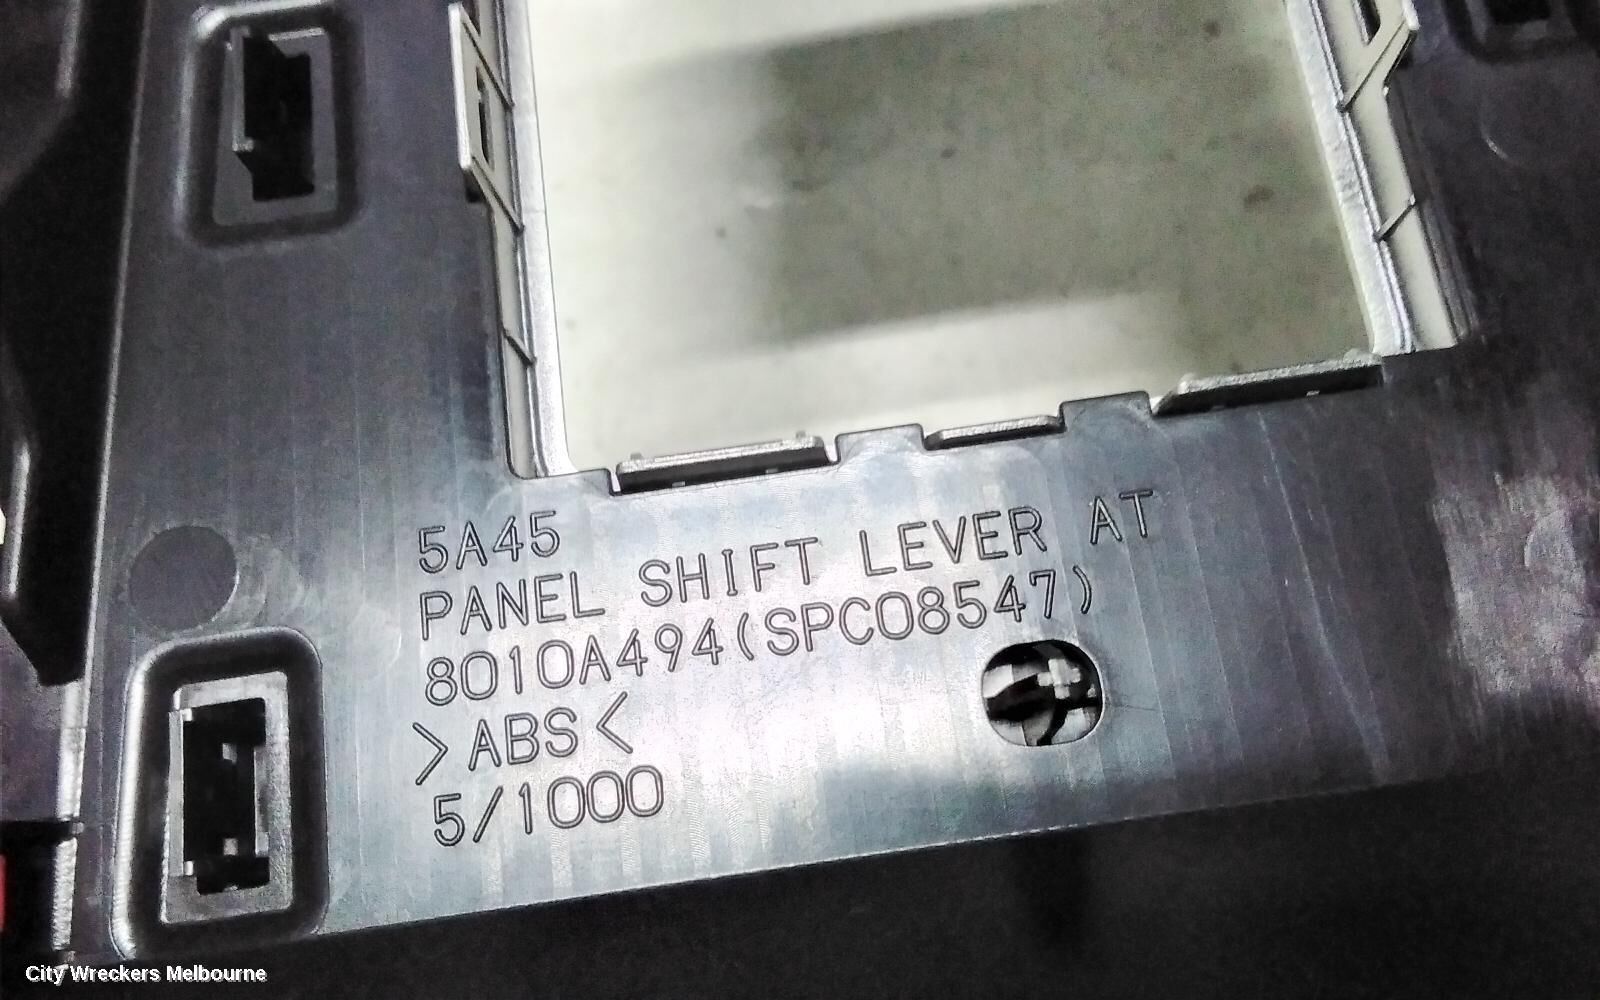 5A45
PANEL SHIFT LEVER AT
8010A494(SPC08547)
>ABS<
5/1000
City Wreckers Melbourne